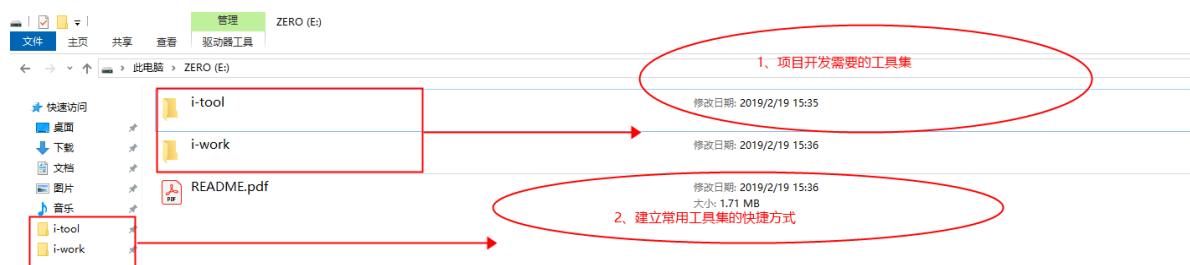 管理 ZERO (E:)
文件 主页 共享 查看 驱动器工具
此电脑 › ZERO (E:)
1、项目开发需要的工具集
快速访问
桌面
下载
文档
图片
音乐
i-tool
i-work
i-tool 修改日期: 2019/2/19 15:35
i-work 修改日期: 2019/2/19 15:36
README.pdf 修改日期: 2019/2/19 15:36
大小: 1.71 MB
PDF
2、建立常用工具集的快捷方式